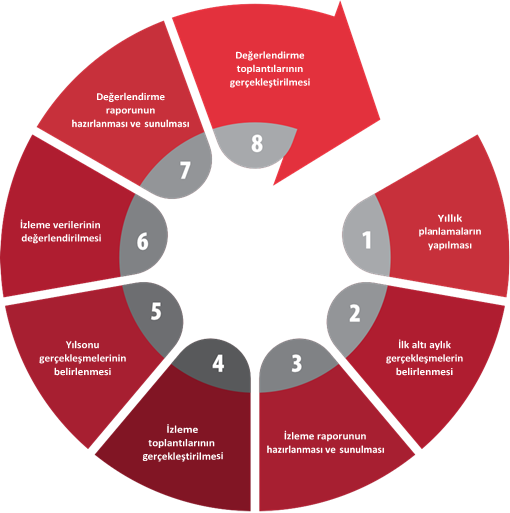 1
Yıllık
planlamaların
yapılması
2
İlk altı aylık
gerçekleşmelerin
belirlenmesi
3
İzleme raporunun
hazırlanması ve sunulması
4
İzleme
toplantılarının
gerçekleştirilmesi
5
Yılsonu
gerçekleşmelerinin
belirlenmesi
6
İzleme verilerinin
değerlendirilmesi
7
Değerlendirme
raporunun
hazırlanması ve sunulması
8
Değerlendirme
toplantılarının
gerçekleştirilmesi